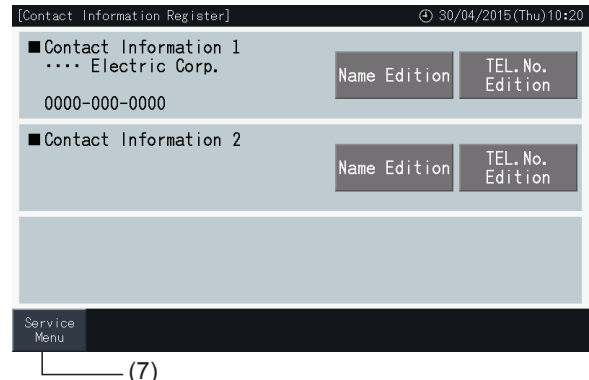 [Contact Information Register] 30/04/2015(Thu)10:20
■Contact Information 1
···· Electric Corp.
Name Edition
TEL.No.
Edition
0000-000-0000
■Contact Information 2
Name Edition
TEL.No.
Edition
Service
Menu
(7)